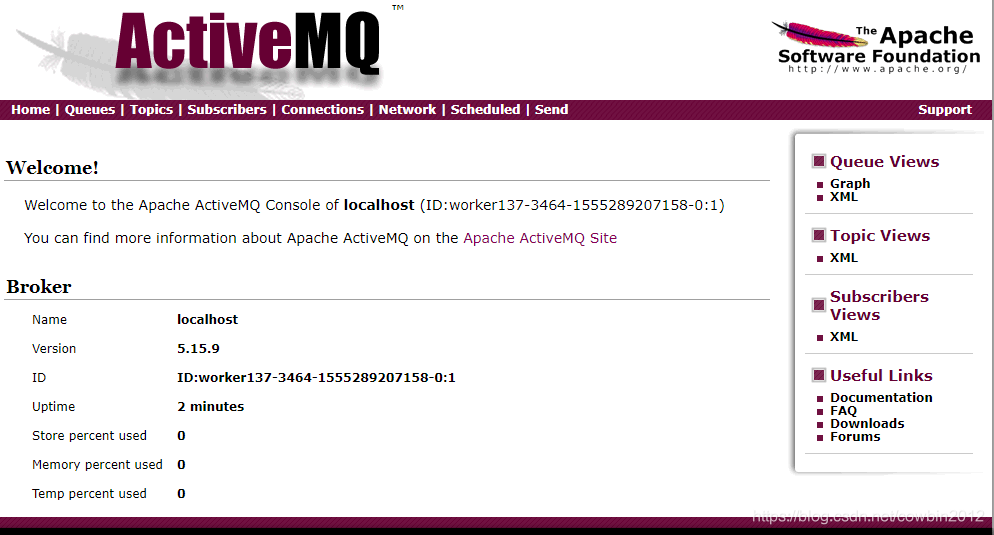 ActiveMQ ™
The Apache
Software Foundation
http://www.apache.org/
Home | Queues | Topics | Subscribers | Connections | Network | Scheduled | Send
Support
Welcome!
Welcome to the Apache ActiveMQ Console of localhost (ID:worker137-3464-1555289207158-0:1)
You can find more information about Apache ActiveMQ on the Apache ActiveMQ Site
Broker
Name localhost
Version 5.15.9
ID ID:worker137-3464-1555289207158-0:1
Uptime 2 minutes
Store percent used 0
Memory percent used 0
Temp percent used 0
Queue Views
Graph
XML
Topic Views
XML
Subscribers
Views
XML
Useful Links
Documentation
FAQ
Downloads
Forums
https://blog.csdn.net/cowbin2012